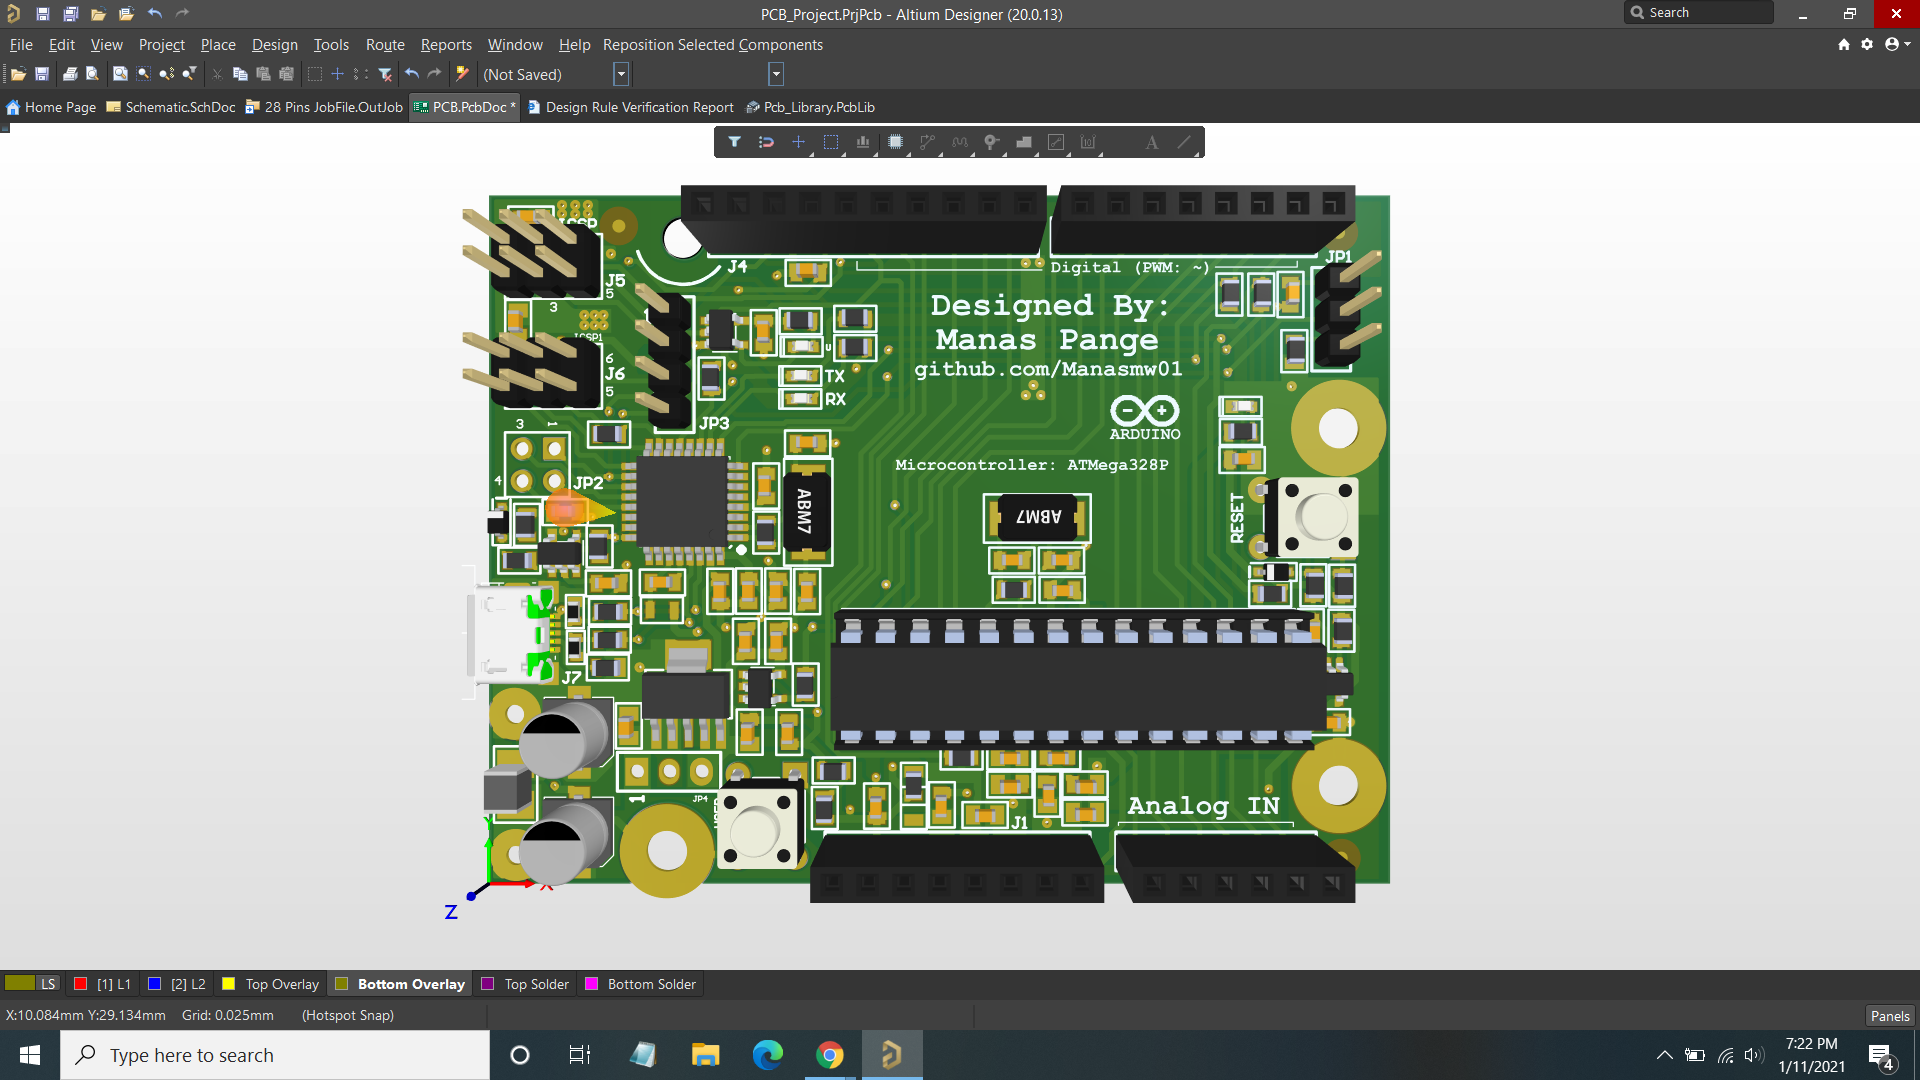 PCB_Project.PrjPcb - Altium Designer (20.0.13)
Search
File Edit View Project Place Design Tools Route Reports Window Help Reposition Selected Components
(Not Saved)
Home Page Schematic.SchDoc 28 Pins JobFile.OutJob PCB.PcbDoc * Design Rule Verification Report Pcb_Library.PcbLib
ICSP
J4
Digital (PWM: ~)
JP1
J5
5
3
Designed By:
Manas Pange
github.com/Manasmw01
ICSP1
6
J6
5
U
TX
RX
JP3
ARDUINO
3 1
4
JP2
Microcontroller: ATMega328P
ABM7
ABM7
RESET
J7
1
JP4
J1
Analog IN
Y
X
Z
LS [1] L1 [2] L2 Top Overlay Bottom Overlay Top Solder Bottom Solder
X:10.084mm Y:29.134mm Grid: 0.025mm (Hotspot Snap)
Panels
Type here to search
7:22 PM
1/11/2021
4